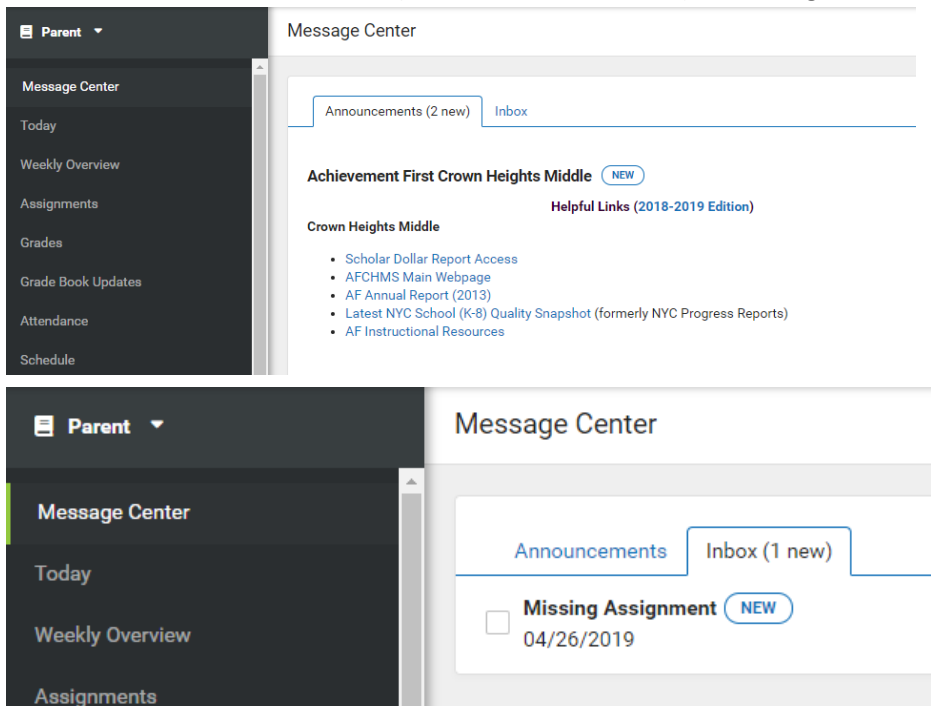 Parent
Message Center
Message Center
Today
Weekly Overview
Assignments
Grades
Grade Book Updates
Attendance
Schedule
Announcements (2 new) Inbox
Achievement First Crown Heights Middle NEW
Helpful Links (2018-2019 Edition)
Crown Heights Middle
• Scholar Dollar Report Access
• AFCHMS Main Webpage
• AF Annual Report (2013)
• Latest NYC School (K-8) Quality Snapshot (formerly NYC Progress Reports)
• AF Instructional Resources
Parent
Message Center
Message Center
Today
Weekly Overview
Assignments
Announcements Inbox (1 new)
Missing Assignment NEW
04/26/2019